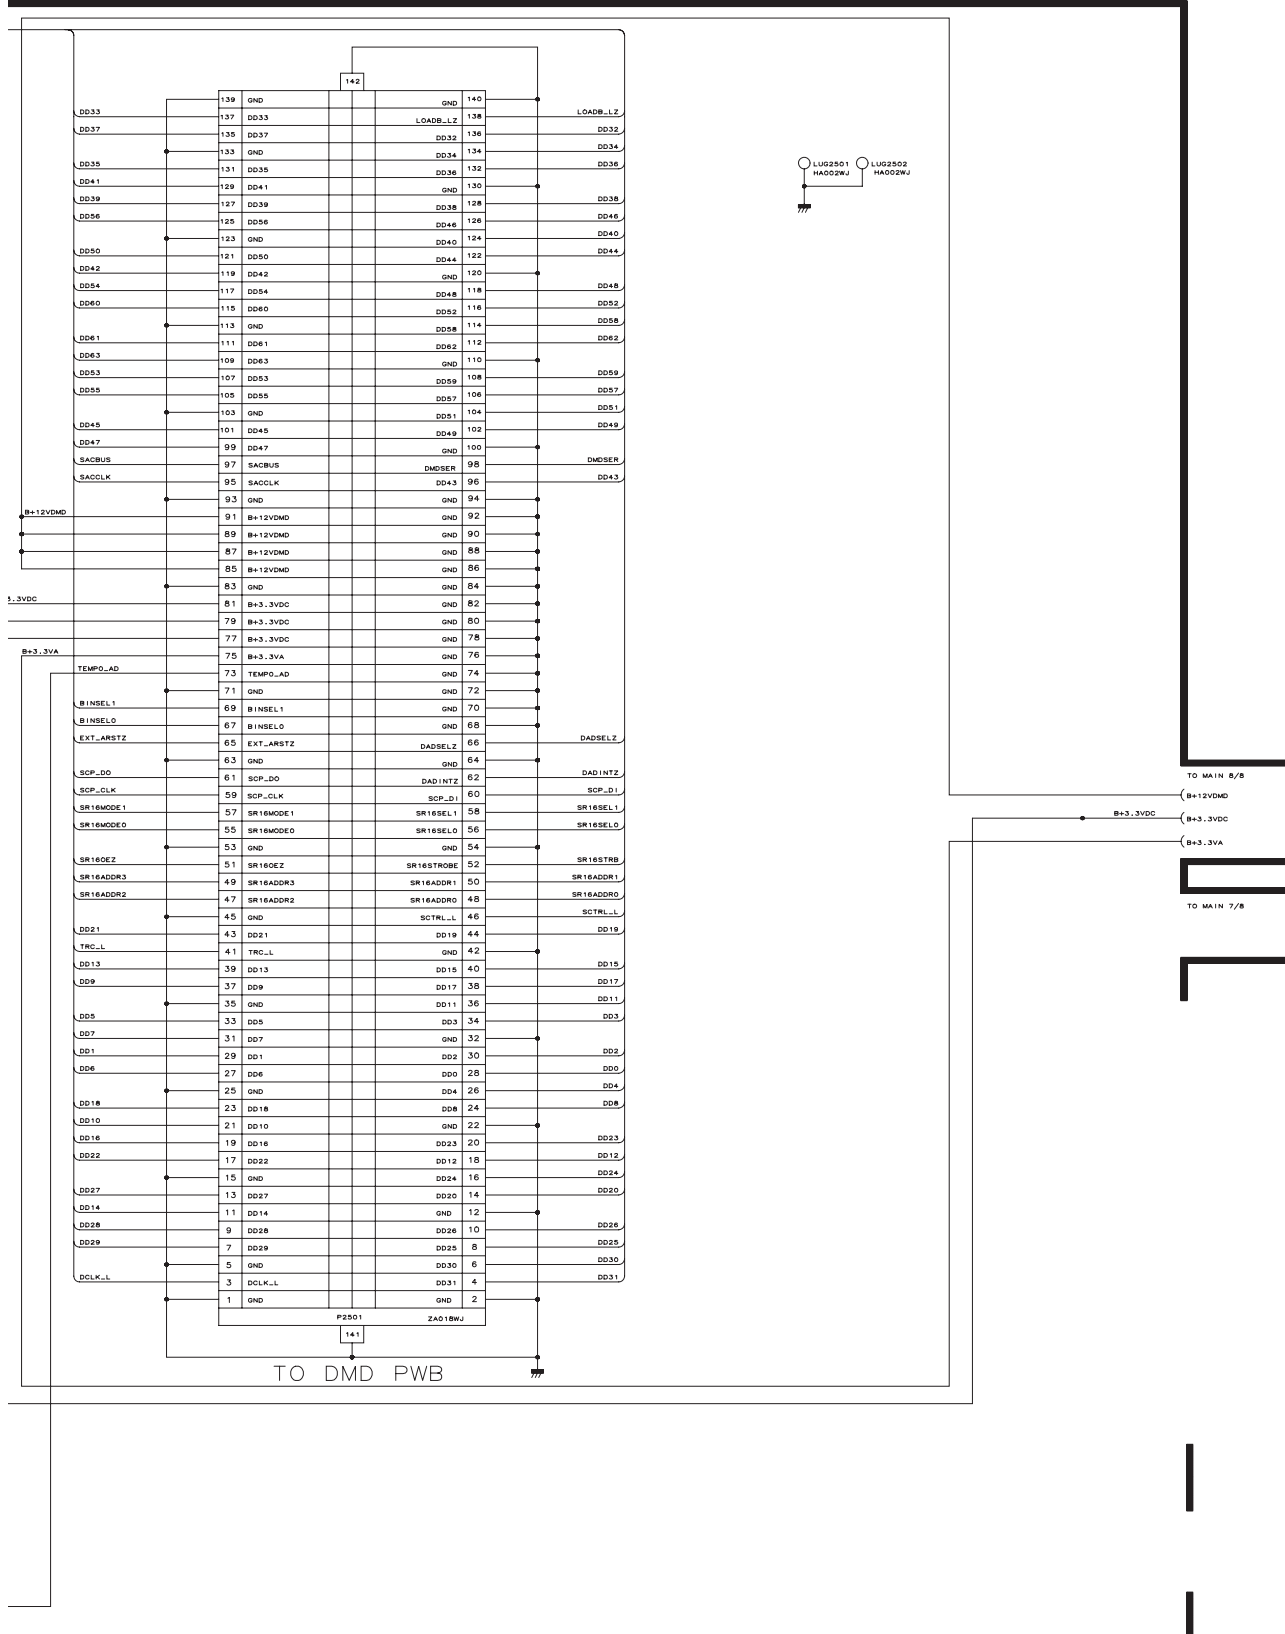 142
139 GND GND 140
DD33 137 DD33 LOADB_LZ 138 LOADB_LZ
DD37 135 DD37 DD32 136 DD32
133 GND DD34 134 DD34
DD35 131 DD35 DD36 132 DD36
DD41 129 DD41 GND 130
DD39 127 DD39 DD38 128 DD38
DD56 125 DD56 DD46 126 DD46
123 GND DD40 124 DD40
DD50 121 DD50 DD44 122 DD44
DD42 119 DD42 GND 120
DD54 117 DD54 DD48 118 DD48
DD60 115 DD60 DD52 116 DD52
113 GND DD58 114 DD58
DD61 111 DD61 DD62 112 DD62
DD63 109 DD63 GND 110
DD53 107 DD53 DD59 108 DD59
DD55 105 DD55 DD57 106 DD57
103 GND DD51 104 DD51
DD45 101 DD45 DD49 102 DD49
DD47 99 DD47 GND 100
SACBUS 97 SACBUS DMDSER 98 DMDSER
SACCLK 95 SACCLK DD43 96 DD43
93 GND GND 94
B+12VDMD 91 B+12VDMD GND 92
89 B+12VDMD GND 90
87 B+12VDMD GND 88
85 B+12VDMD GND 86
83 GND GND 84
3.3VDC 81 B+3.3VDC GND 82
79 B+3.3VDC GND 80
77 B+3.3VDC GND 78
B+3.3VA 75 B+3.3VA GND 76
TEMPO_AD 73 TEMPO_AD GND 74
71 GND GND 72
BINSEL1 69 BINSEL1 GND 70
BINSEL0 67 BINSEL0 GND 68
EXT_ARSTZ 65 EXT_ARSTZ DADSELZ 66 DADSELZ
63 GND GND 64
SCP_DO 61 SCP_DO DADINTZ 62 DADINTZ
SCP_CLK 59 SCP_CLK SCP_DI 60 SCP_DI
SR16MODE1 57 SR16MODE1 SR16SEL1 58 SR16SEL1
SR16MODE0 55 SR16MODE0 SR16SEL0 56 SR16SEL0
53 GND GND 54
SR16OEZ 51 SR16OEZ SR16STROBE 52 SR16STRB
SR16ADDR3 49 SR16ADDR3 SR16ADDR1 50 SR16ADDR1
SR16ADDR2 47 SR16ADDR2 SR16ADDR0 48 SR16ADDR0
45 GND SCTRL_L 46 SCTRL_L
DD21 43 DD21 DD19 44 DD19
TRC_L 41 TRC_L GND 42
DD13 39 DD13 DD15 40 DD15
DD9 37 DD9 DD17 38 DD17
35 GND DD11 36 DD11
DD5 33 DD5 DD3 34 DD3
DD7 31 DD7 GND 32
DD1 29 DD1 DD2 30 DD2
DD6 27 DD6 DD0 28 DD0
25 GND DD4 26 DD4
DD18 23 DD18 DD8 24 DD8
DD10 21 DD10 GND 22
DD16 19 DD16 DD23 20 DD23
DD22 17 DD22 DD12 18 DD12
15 GND DD24 16 DD24
DD27 13 DD27 DD20 14 DD20
DD14 11 DD14 GND 12
DD28 9 DD28 DD26 10 DD26
DD29 7 DD29 DD25 8 DD25
5 GND DD30 6 DD30
DCLK_L 3 DCLK_L DD31 4 DD31
1 GND GND 2
P2501 ZA018WJ
141
TO DMD PWB
LUG2501 LUG2502
HA002WJ HA002WJ
TO MAIN 8/8
B+12VDMD
B+3.3VDC B+3.3VDC
B+3.3VA
TO MAIN 7/8